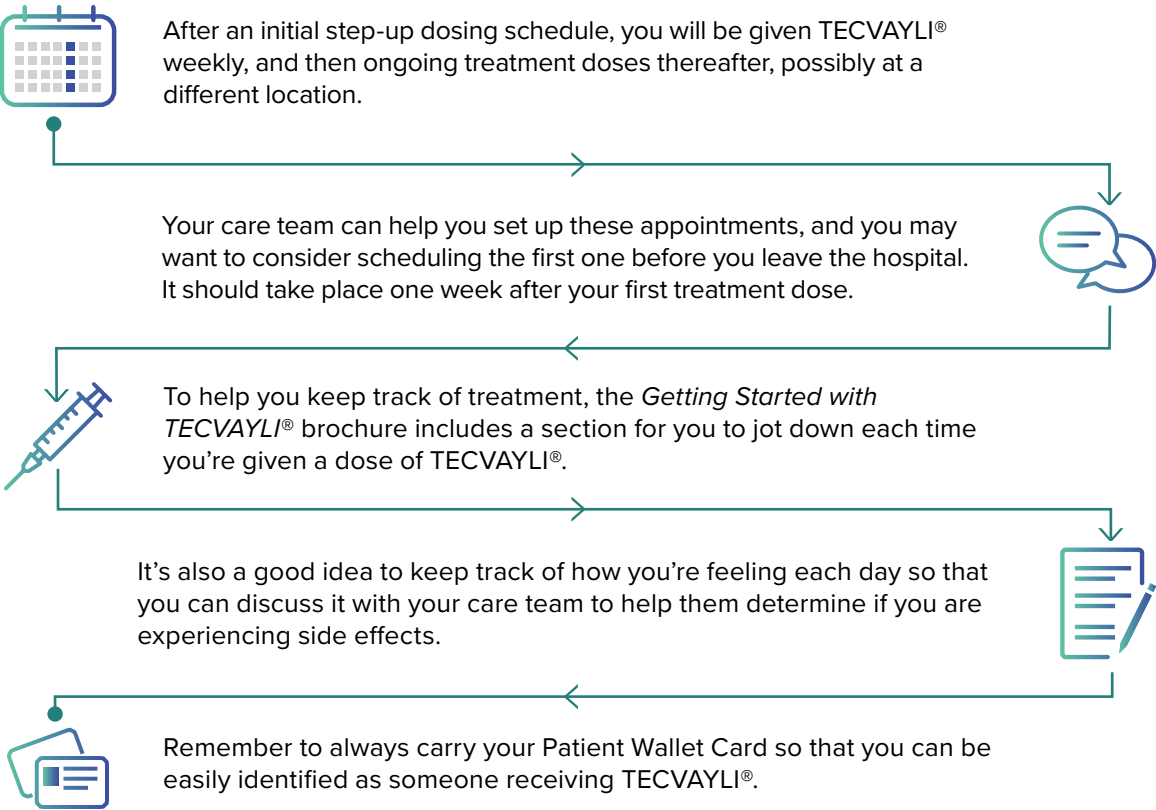 After an initial step-up dosing schedule, you will be given TECVAYLI®
weekly, and then ongoing treatment doses thereafter, possibly at a
different location.
Your care team can help you set up these appointments, and you may
want to consider scheduling the first one before you leave the hospital.
It should take place one week after your first treatment dose.
To help you keep track of treatment, the Getting Started with
TECVAYLI® brochure includes a section for you to jot down each time
you’re given a dose of TECVAYLI®.
It’s also a good idea to keep track of how you’re feeling each day so that
you can discuss it with your care team to help them determine if you are
experiencing side effects.
Remember to always carry your Patient Wallet Card so that you can be
easily identified as someone receiving TECVAYLI®.